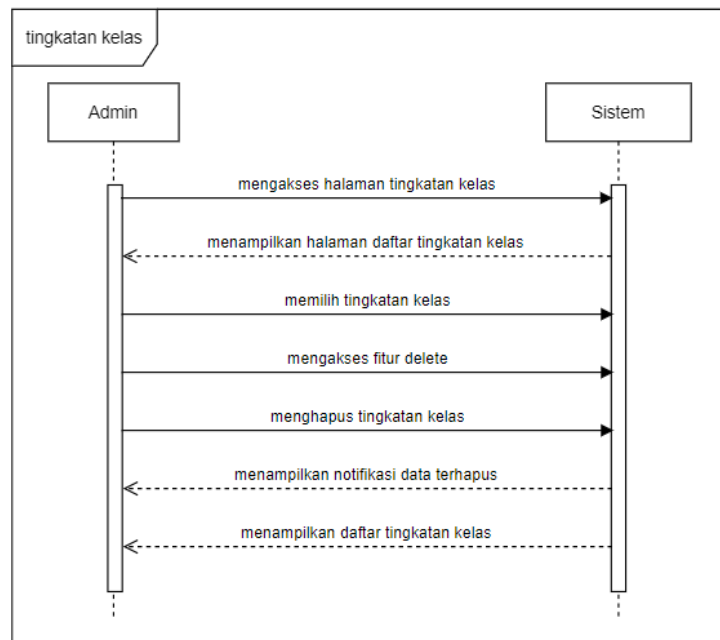 tingkatan kelas
Admin
Sistem
mengakses halaman tingkatan kelas
menampilkan halaman daftar tingkatan kelas
memilih tingkatan kelas
mengakses fitur delete
menghapus tingkatan kelas
menampilkan notifikasi data terhapus
menampilkan daftar tingkatan kelas